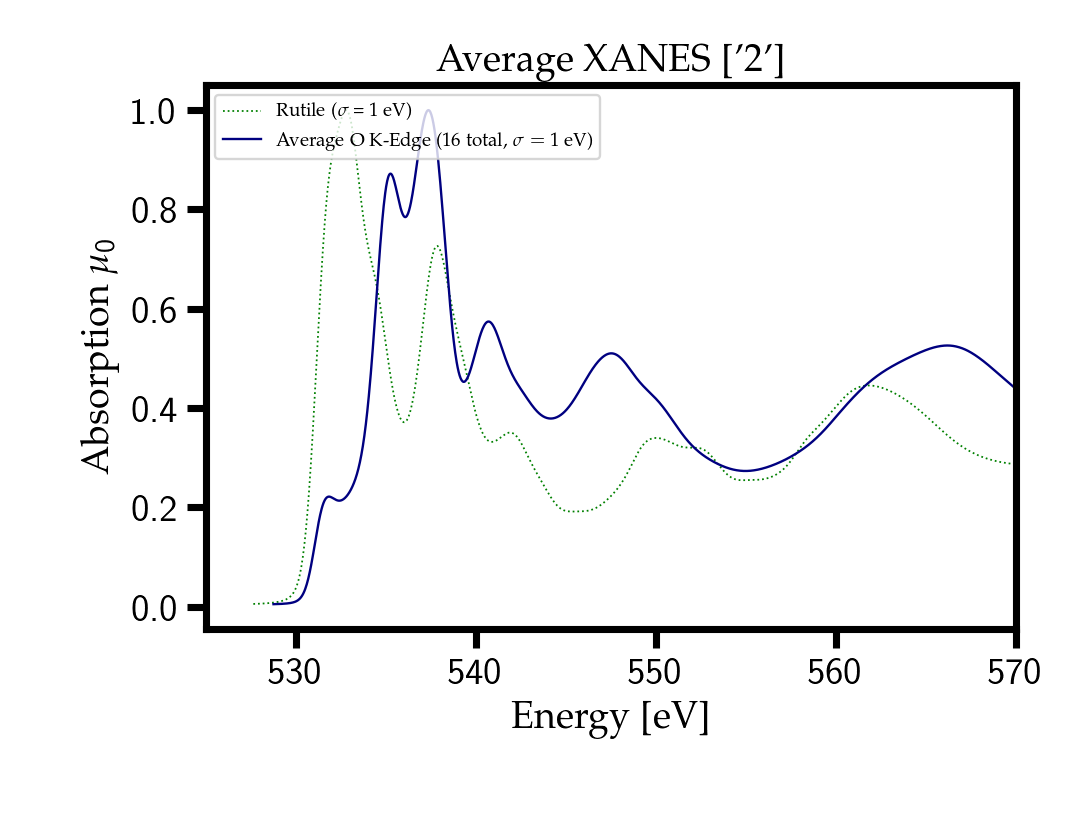 Average XANES ['2']
Rutile (σ = 1 eV)
Average O K-Edge (16 total, σ = 1 eV)
1.0
0.8
0.6
0.4
0.2
0.0
Absorption μ₀
530 540 550 560 570
Energy [eV]